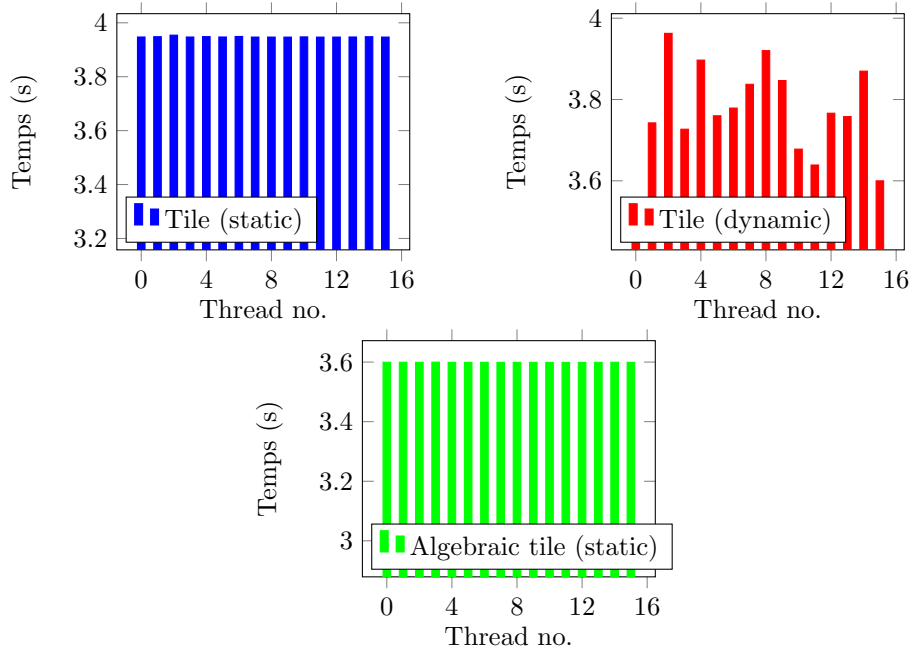 4
3.8
3.6
3.4
3.2
Temps (s)
Tile (static)
0 4 8 12 16
Thread no.
4
3.8
3.6
Temps (s)
Tile (dynamic)
0 4 8 12 16
Thread no.
3.6
3.4
3.2
3
Temps (s)
Algebraic tile (static)
0 4 8 12 16
Thread no.